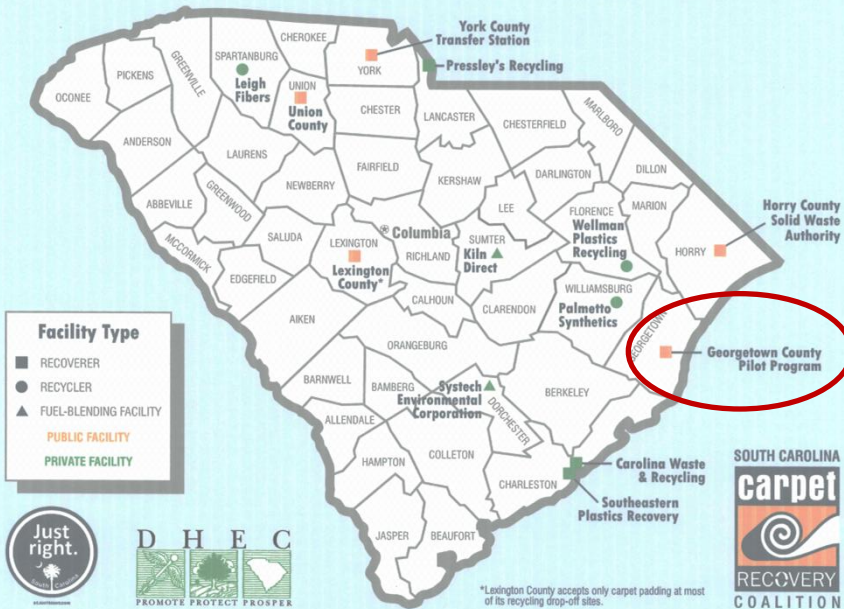 York County
Transfer Station
Pressley's Recycling
CHEROKEE
SPARTANBURG
YORK
GREENVILLE
PICKENS
OCONEE
Leigh
Fibers
UNION
Union
County
CHESTER
LANCASTER
CHESTERFIELD
MARLBORO
ANDERSON
LAURENS
DILLON
FAIRFIELD
KERSHAW
DARLINGTON
NEWBERRY
ABBEVILLE
GREENWOOD
LEE
FLORENCE
MARION
Wellman
Plastics
Recycling
Horry County
Solid Waste
Authority
HORRY
Columbia
SUMTER
Kiln
Direct
LEXINGTON
Lexington
County*
RICHLAND
SALUDA
MCCORMICK
EDGEFIELD
CALHOUN
CLARENDON
WILLIAMSBURG
Palmetto
Synthetics
AIKEN
GEORGETOWN
Georgetown County
Pilot Program
ORANGEBURG
BARNWELL
BAMBERG
Systech
Environmental
Corporation
DORCHESTER
BERKELEY
ALLENDALE
HAMPTON
COLLETON
CHARLESTON
Carolina Waste
& Recycling
Southeastern
Plastics Recovery
JASPER
BEAUFORT
Facility Type
RECOVERER
RECYCLER
FUEL-BLENDING FACILITY
PUBLIC FACILITY
PRIVATE FACILITY
Just
right.
South Carolina
D H E C
PROMOTE PROTECT PROSPER
*Lexington County accepts only carpet padding at most
of its recycling drop-off sites.
SOUTH CAROLINA
carpet
RECOVERY
COALITION